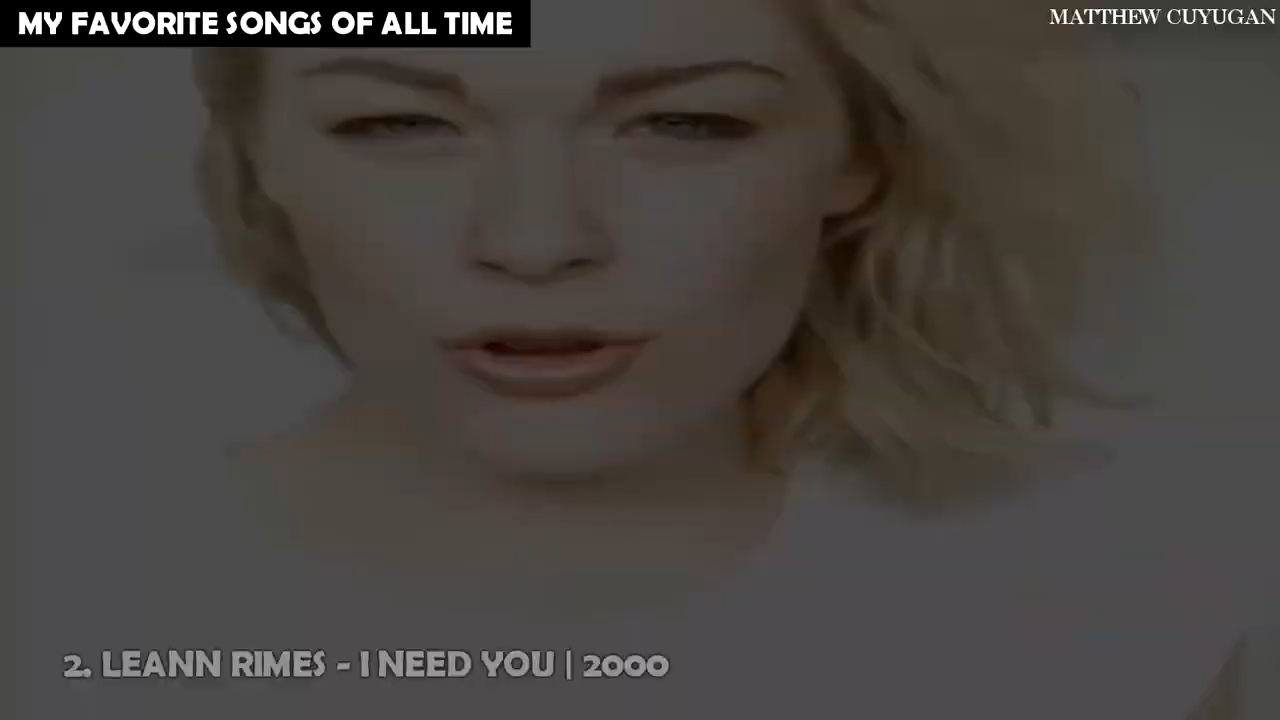 MY FAVORITE SONGS OF ALL TIME
MATTHEW CUYUGAN
2. LEANN RIMES - I NEED YOU | 2000